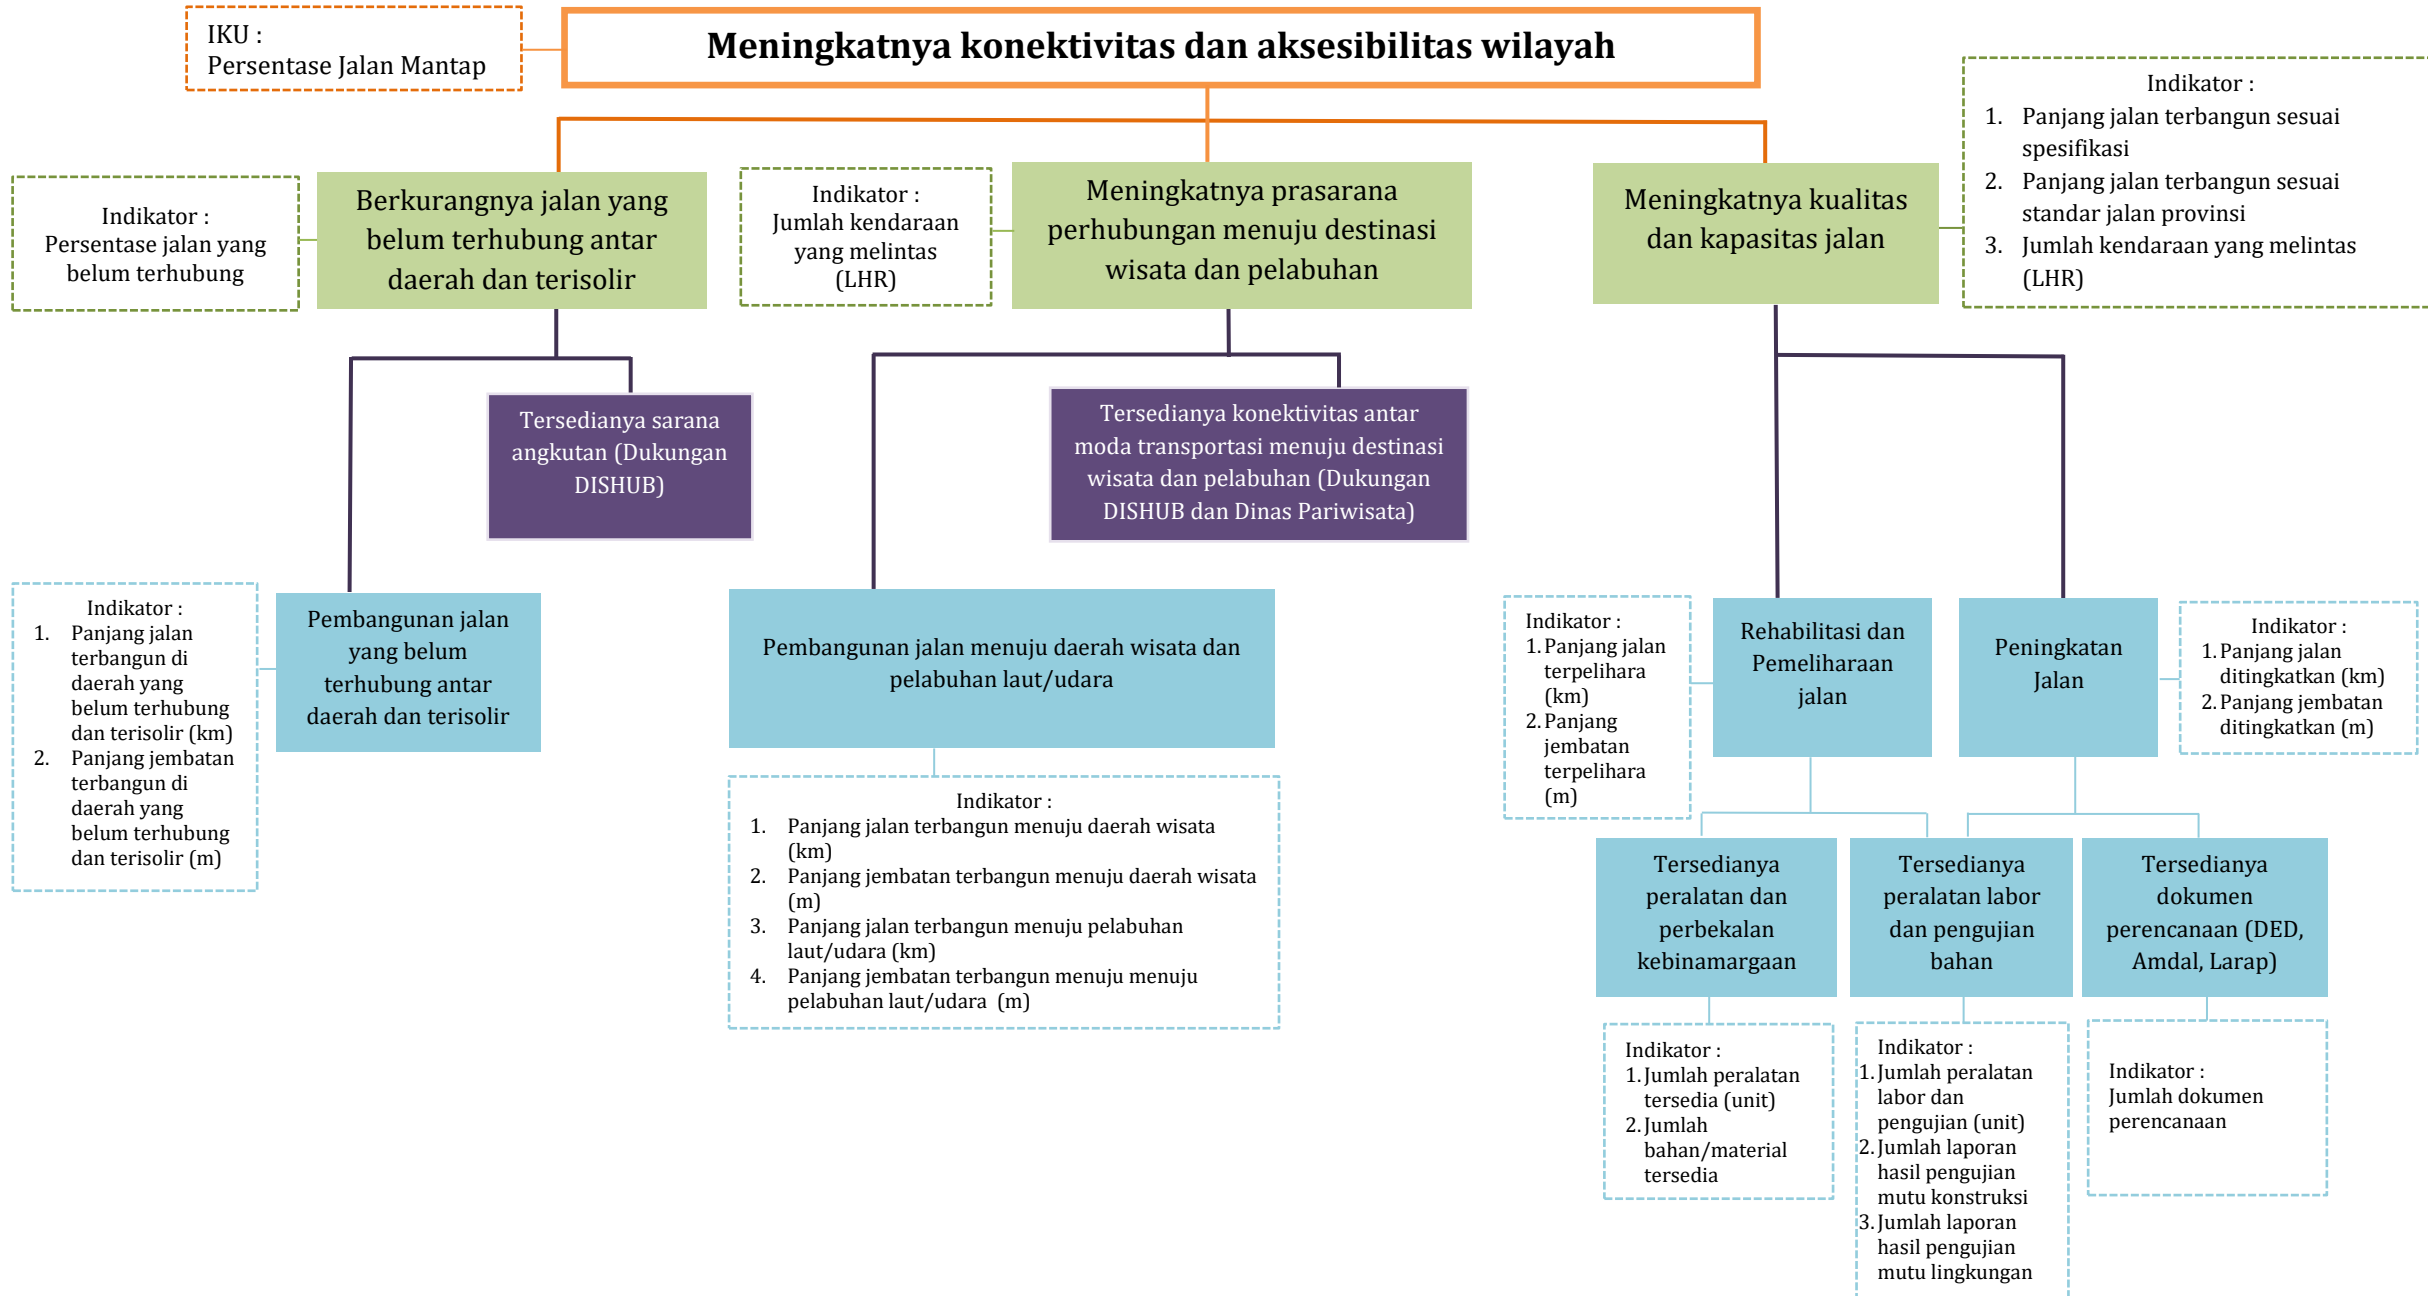 IKU :
Persentase Jalan Mantap
Meningkatnya konektivitas dan aksesibilitas wilayah
Indikator :
1. Panjang jalan terbangun sesuai
spesifikasi
2. Panjang jalan terbangun sesuai
standar jalan provinsi
3. Jumlah kendaraan yang melintas
(LHR)
Indikator :
Persentase jalan yang
belum terhubung
Berkurangnya jalan yang
belum terhubung antar
daerah dan terisolir
Indikator :
Jumlah kendaraan
yang melintas
(LHR)
Meningkatnya prasarana
perhubungan menuju destinasi
wisata dan pelabuhan
Meningkatnya kualitas
dan kapasitas jalan
Tersedianya sarana
angkutan (Dukungan
DISHUB)
Tersedianya konektivitas antar
moda transportasi menuju destinasi
wisata dan pelabuhan (Dukungan
DISHUB dan Dinas Pariwisata)
Indikator :
1. Panjang jalan
terbangun di
daerah yang
belum terhubung
dan terisolir (km)
2. Panjang jembatan
terbangun di
daerah yang
belum terhubung
dan terisolir (m)
Pembangunan jalan
yang belum
terhubung antar
daerah dan terisolir
Pembangunan jalan menuju daerah wisata dan
pelabuhan laut/udara
Indikator :
1. Panjang jalan terbangun menuju daerah wisata
(km)
2. Panjang jembatan terbangun menuju daerah wisata
(m)
3. Panjang jalan terbangun menuju pelabuhan
laut/udara (km)
4. Panjang jembatan terbangun menuju menuju
pelabuhan laut/udara (m)
Indikator :
1. Panjang jalan
terpelihara
(km)
2. Panjang
jembatan
terpelihara
(m)
Rehabilitasi dan
Pemeliharaan
jalan
Peningkatan
Jalan
Indikator :
1. Panjang jalan
ditingkatkan (km)
2. Panjang jembatan
ditingkatkan (m)
Tersedianya
peralatan dan
perbekalan
kebinamargaan
Tersedianya
peralatan labor
dan pengujian
bahan
Tersedianya
dokumen
perencanaan (DED,
Amdal, Larap)
Indikator :
1. Jumlah peralatan
tersedia (unit)
2. Jumlah
bahan/material
tersedia
Indikator :
1. Jumlah peralatan
labor dan
pengujian (unit)
2. Jumlah laporan
hasil pengujian
mutu konstruksi
3. Jumlah laporan
hasil pengujian
mutu lingkungan
Indikator :
Jumlah dokumen
perencanaan